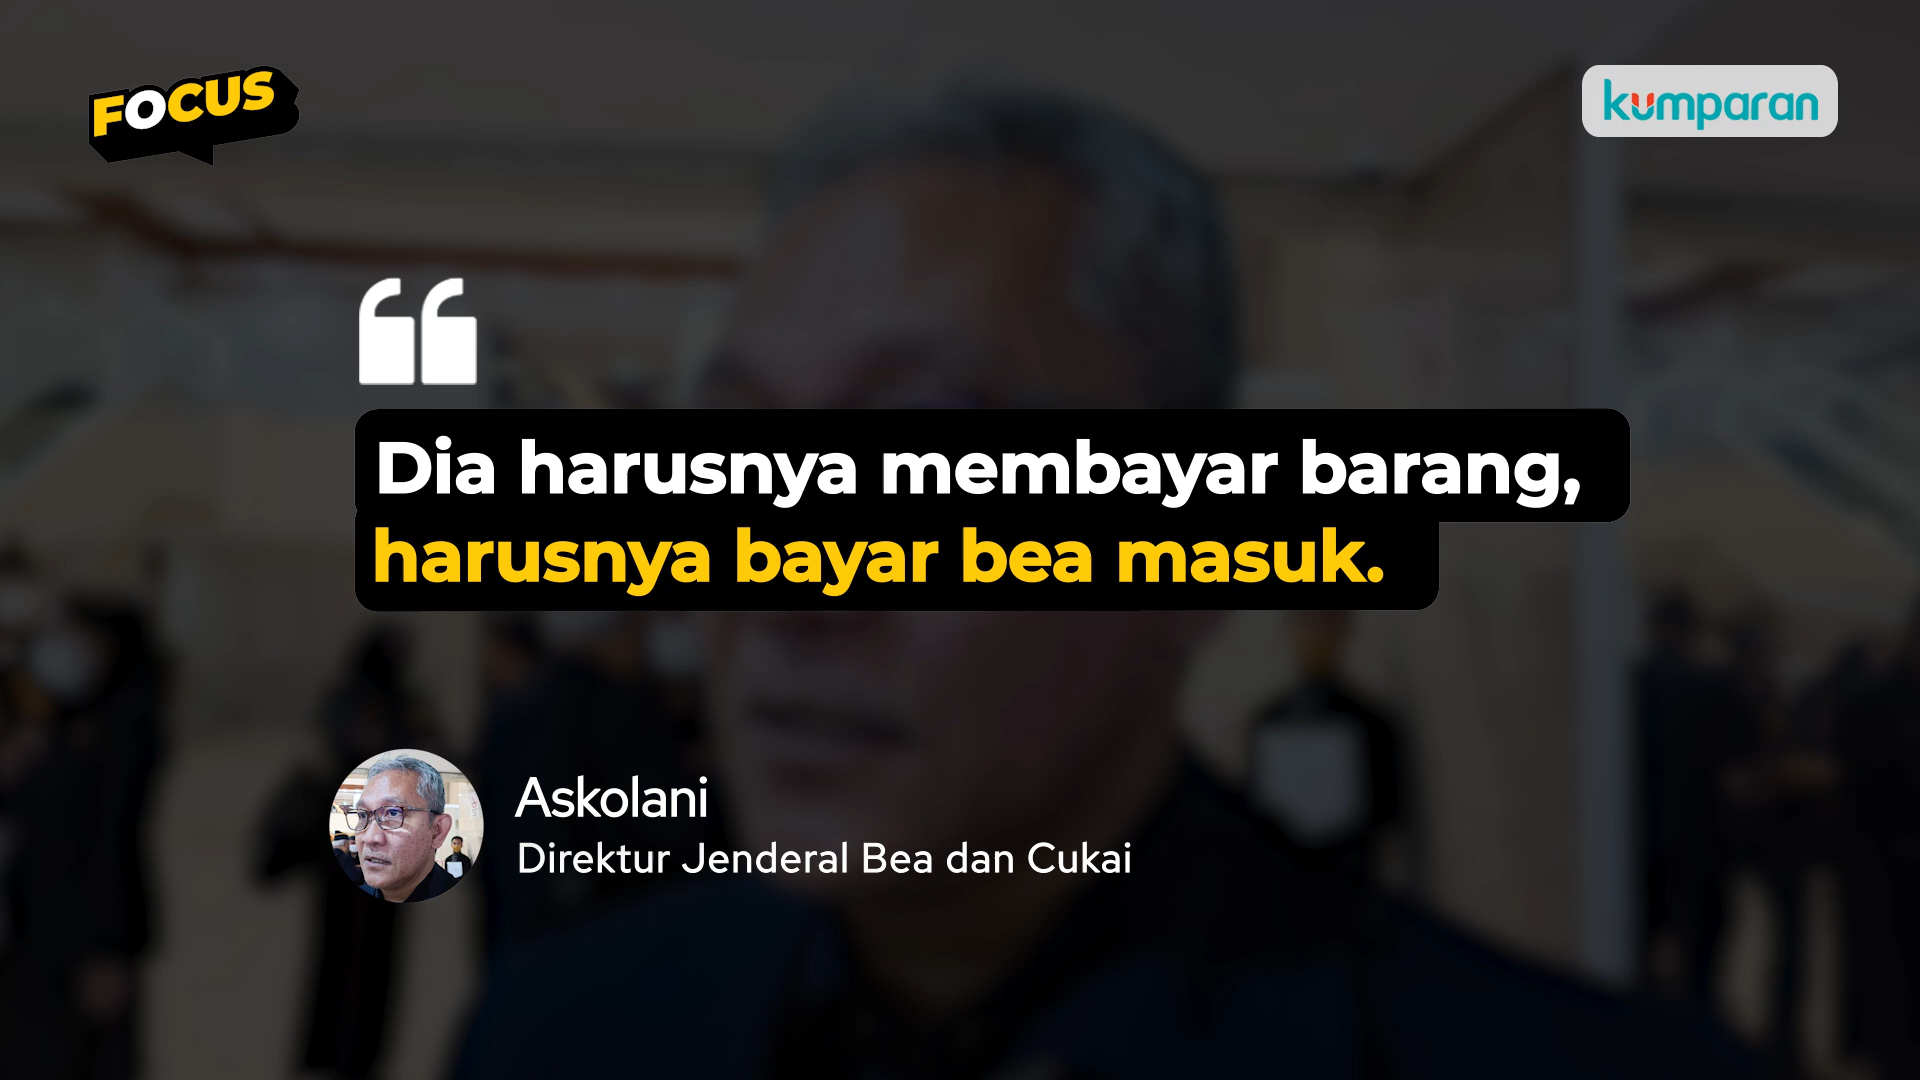 FOCUS
kumparan
Dia harusnya membayar barang,
harusnya bayar bea masuk.
Askolani
Direktur Jenderal Bea dan Cukai